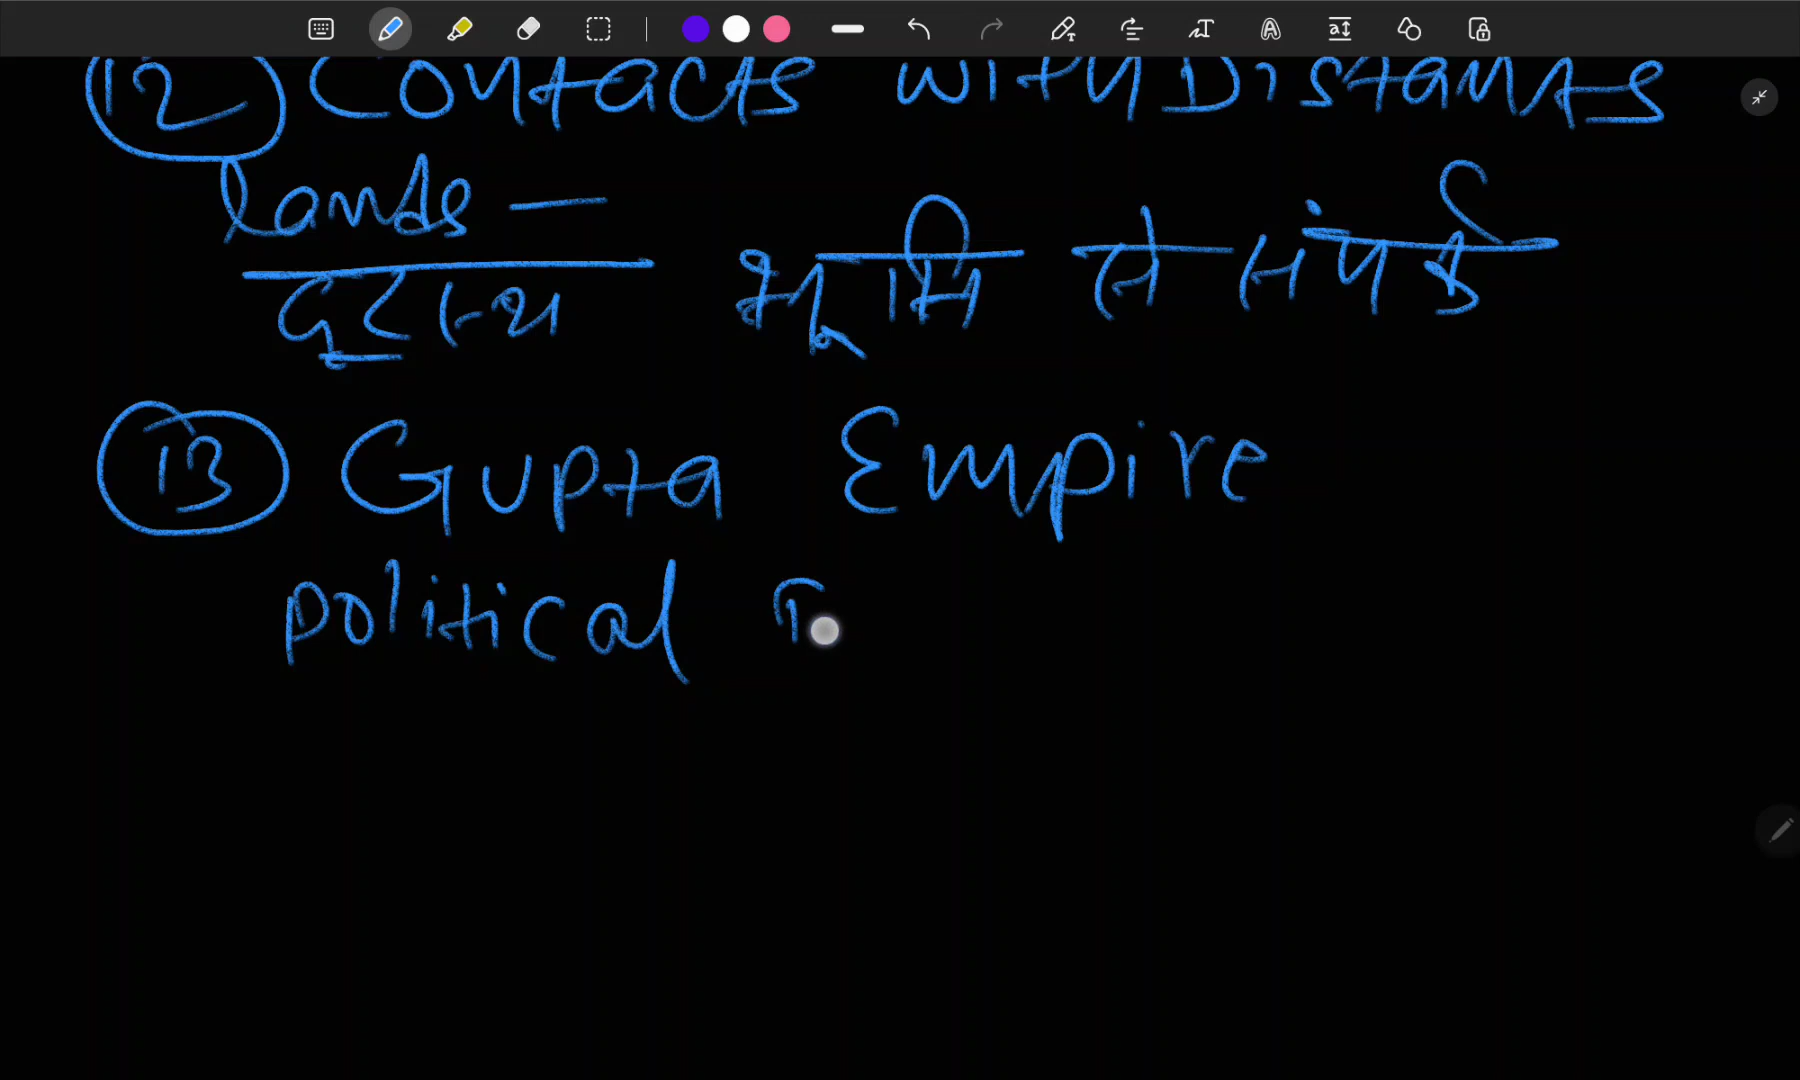 12 Contacts with Distants
lands —
दूरस्थ भूमि से संपर्क
13 Gupta Empire
political